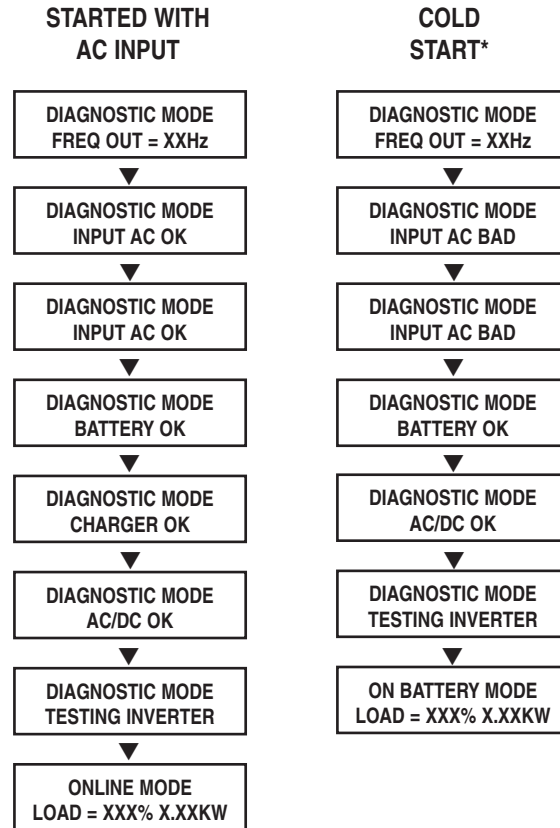 STARTED WITH
AC INPUT
DIAGNOSTIC MODE
FREQ OUT = XXHz
DIAGNOSTIC MODE
INPUT AC OK
DIAGNOSTIC MODE
INPUT AC OK
DIAGNOSTIC MODE
BATTERY OK
DIAGNOSTIC MODE
CHARGER OK
DIAGNOSTIC MODE
AC/DC OK
DIAGNOSTIC MODE
TESTING INVERTER
ONLINE MODE
LOAD = XXX% X.XXKW
COLD
START*
DIAGNOSTIC MODE
FREQ OUT = XXHz
DIAGNOSTIC MODE
INPUT AC BAD
DIAGNOSTIC MODE
INPUT AC BAD
DIAGNOSTIC MODE
BATTERY OK
DIAGNOSTIC MODE
AC/DC OK
DIAGNOSTIC MODE
TESTING INVERTER
ON BATTERY MODE
LOAD = XXX% X.XXKW